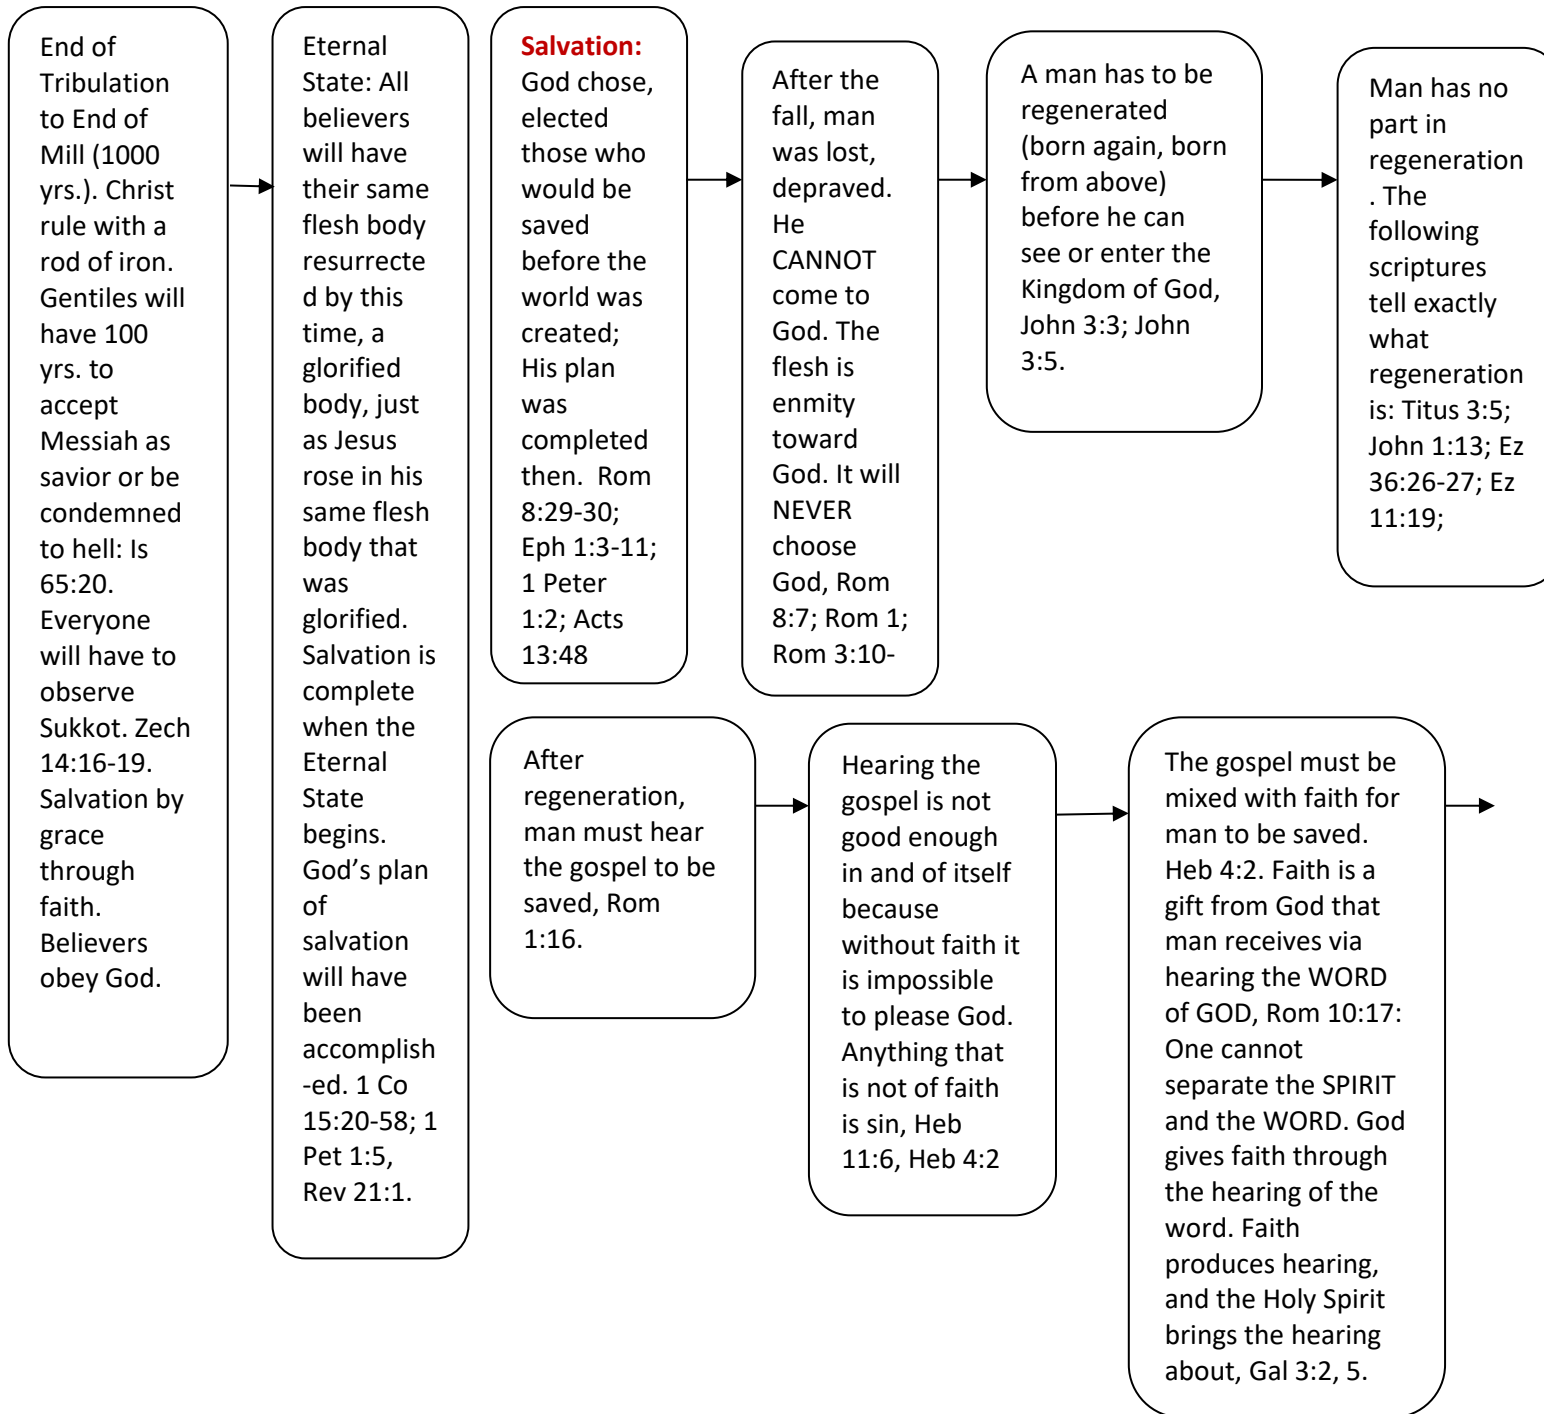 End of
Tribulation
to End of
Mill (1000
yrs.). Christ
rule with a
rod of iron.
Gentiles will
have 100
yrs. to
accept
Messiah as
savior or be
condemned
to hell: Is
65:20.
Everyone
will have to
observe
Sukkot. Zech
14:16-19.
Salvation by
grace
through
faith.
Believers
obey God.
Eternal
State: All
believers
will have
their same
flesh body
resurrecte
d by this
time, a
glorified
body, just
as Jesus
rose in his
same flesh
body that
was
glorified.
Salvation is
complete
when the
Eternal
State
begins.
God’s plan
of
salvation
will have
been
accomplish
-ed. 1 Co
15:20-58; 1
Pet 1:5,
Rev 21:1.
Salvation:
God chose,
elected
those who
would be
saved
before the
world was
created;
His plan
was
completed
then.  Rom
8:29-30;
Eph 1:3-11;
1 Peter
1:2; Acts
13:48
After the
fall, man
was lost,
depraved.
He
CANNOT
come to
God. The
flesh is
enmity
toward
God. It will
NEVER
choose
God, Rom
8:7; Rom 1;
Rom 3:10-
A man has to be
regenerated
(born again, born
from above)
before he can
see or enter the
Kingdom of God,
John 3:3; John
3:5.
Man has no
part in
regeneration
. The
following
scriptures
tell exactly
what
regeneration
is: Titus 3:5;
John 1:13; Ez
36:26-27; Ez
11:19;
After
regeneration,
man must hear
the gospel to be
saved, Rom
1:16.
Hearing the
gospel is not
good enough
in and of itself
because
without faith it
is impossible
to please God.
Anything that
is not of faith
is sin, Heb
11:6, Heb 4:2
The gospel must be
mixed with faith for
man to be saved.
Heb 4:2. Faith is a
gift from God that
man receives via
hearing the WORD
of GOD, Rom 10:17:
One cannot
separate the SPIRIT
and the WORD. God
gives faith through
the hearing of the
word. Faith
produces hearing,
and the Holy Spirit
brings the hearing
about, Gal 3:2, 5.